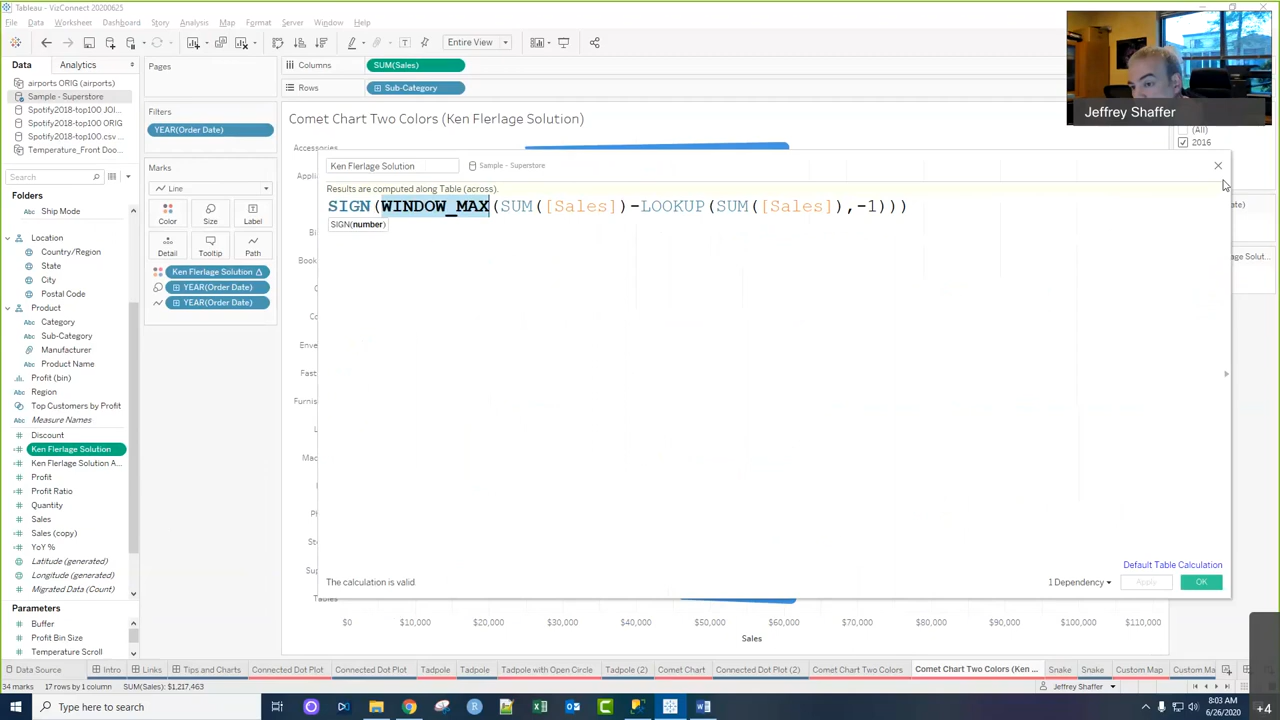 Tableau - VizConnect 20200625
File Data Worksheet Dashboard Story Analysis Map Format Server Window Help
Entire View
Data Analytics
airports ORIG (airports)
Sample - Superstore
Spotify2018-top100 JOI...
Spotify2018-top100 ORIG
Spotify2018-top100.csv ...
Temperature_Front Doo...
Search
Folders
Ship Mode
Location
Country/Region
State
City
Postal Code
Product
Abc Category
Abc Sub-Category
Manufacturer
Abc Product Name
Profit (bin)
Region
Top Customers by Profit
Measure Names
Discount
Ken Flerlage Solution
Ken Flerlage Solution A...
Profit
Profit Ratio
Quantity
Sales
Sales (copy)
YoY %
Latitude (generated)
Longitude (generated)
Migrated Data (Count)
Parameters
Buffer
Profit Bin Size
Temperature Scroll
Pages
Filters
YEAR(Order Date)
Marks
Line
Color Size Label
Detail Tooltip Path
Ken Flerlage Solution
YEAR(Order Date)
YEAR(Order Date)
Columns SUM(Sales)
Rows Sub-Category
Comet Chart Two Colors (Ken Flerlage Solution)
Accessories
Ken Flerlage Solution Sample - Superstore
Results are computed along Table (across).
SIGN(WINDOW_MAX(SUM([Sales])-LOOKUP(SUM([Sales]),-1)))
SIGN(number)
Default Table Calculation
The calculation is valid.
1 Dependency Apply OK
Tables
$0 $10,000 $20,000 $30,000 $40,000 $50,000 $60,000 $70,000 $80,000 $90,000 $100,000 $110,000
Sales
Jeffrey Shaffer
(All)
2016
Data Source Intro Links Tips and Charts Connected Dot Plot Connected Dot Plot Tadpole Tadpole Tadpole with Open Circle Tadpole (2) Comet Chart Connected Dot Plot (2) Comet Chart Two Colors Comet Chart Two Colors (Ken ... Snake Snake Custom Map Custom Ma
34 marks 17 rows by 1 column SUM(Sales): $1,217,463
Jeffrey Shaffer
Type here to search
8:03 AM
6/26/2020
+4